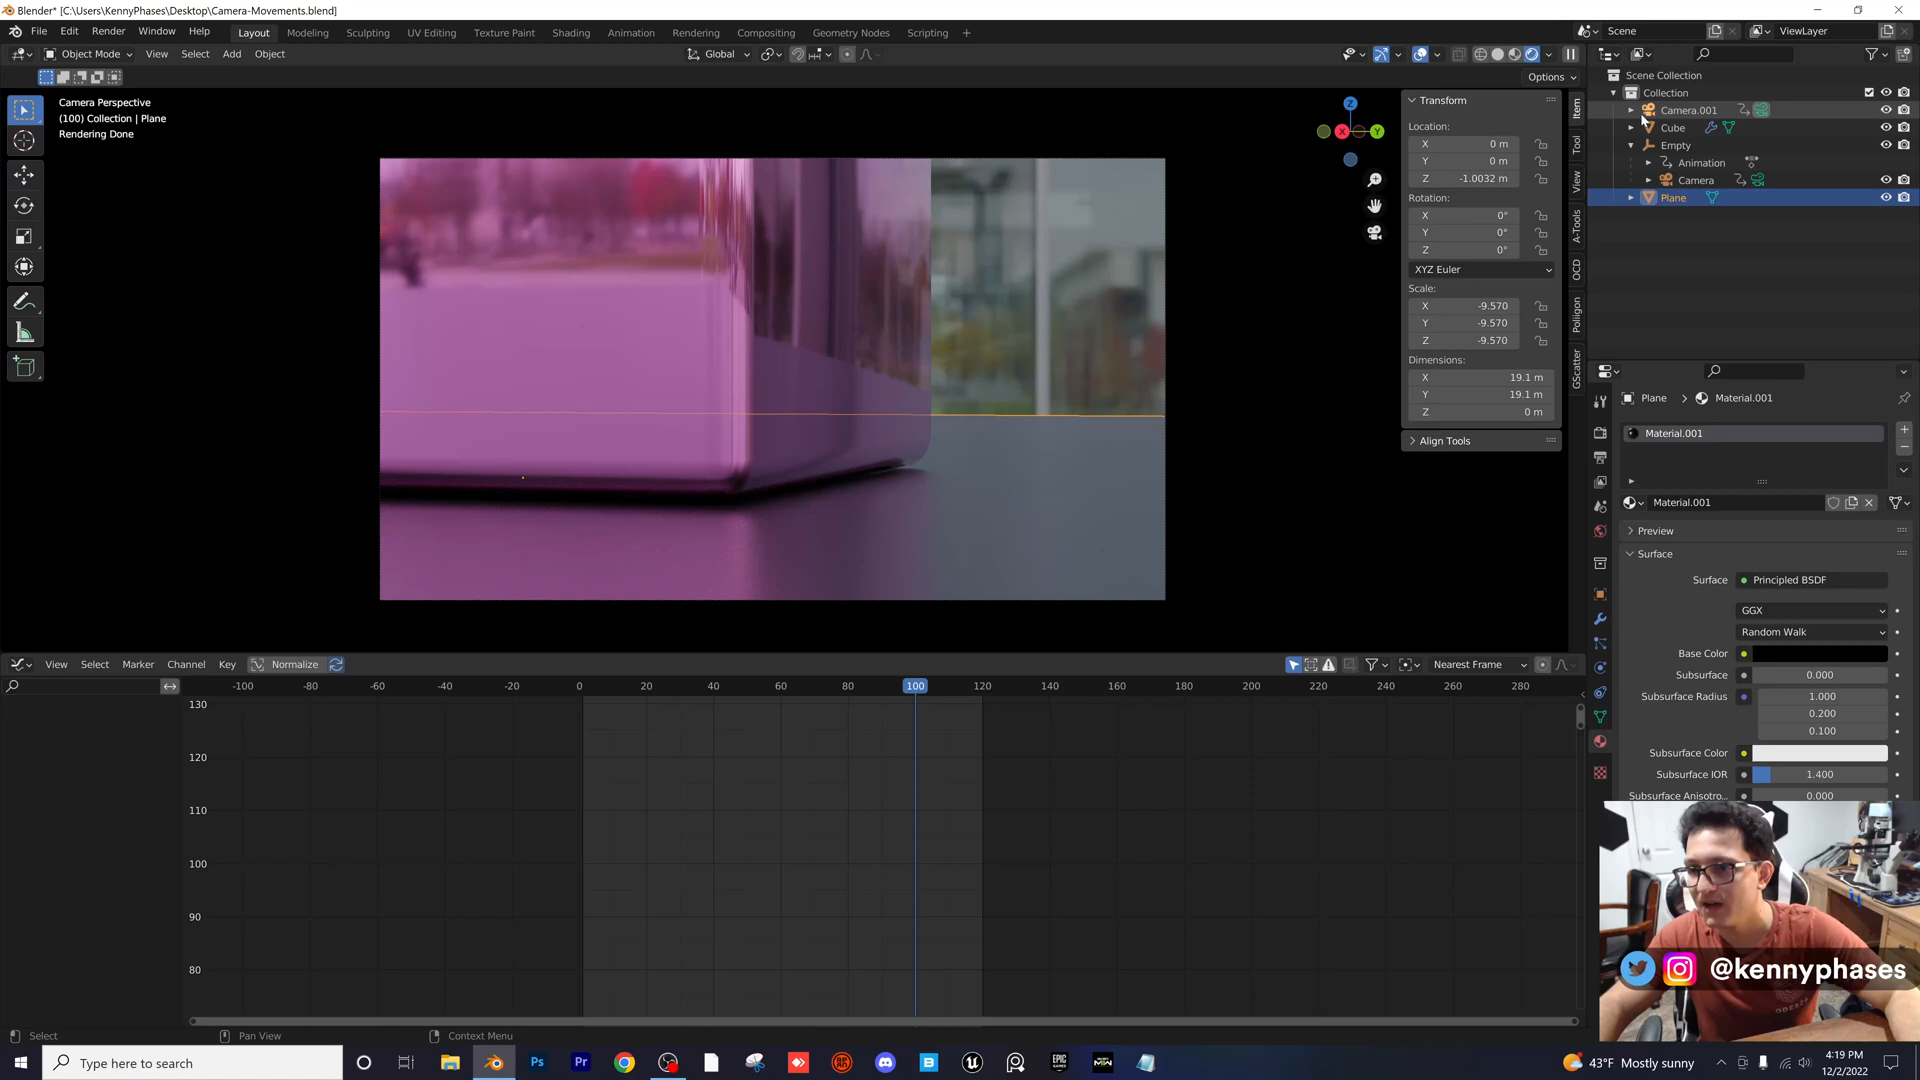 Blender* [C:\Users\KennyPhases\Desktop\Camera-Movements.blend]
File Edit Render Window Help Layout Modeling Sculpting UV Editing Texture Paint Shading Animation Rendering Compositing Geometry Nodes Scripting + Scene ViewLayer
Object Mode View Select Add Object Global
Options
Camera Perspective
(100) Collection | Plane
Rendering Done
Z
X
Y
Transform
Location:
X 0 m
Y 0 m
Z -1.0032 m
Rotation:
X 0°
Y 0°
Z 0°
XYZ Euler
Scale:
X -9.570
Y -9.570
Z -9.570
Dimensions:
X 19.1 m
Y 19.1 m
Z 0 m
Align Tools
Item
Tool
View
A-Tools
OCD
Poliigon
GScatter
Scene Collection
Collection
Camera.001
Cube
Empty
Animation
Camera
Plane
Plane > Material.001
Material.001
Material.001
Preview
Surface
Surface Principled BSDF
GGX
Random Walk
Base Color
Subsurface 0.000
Subsurface Radius 1.000
0.200
0.100
Subsurface Color
Subsurface IOR 1.400
Subsurface Anisotro... 0.000
View Select Marker Channel Key Normalize Nearest Frame
-100 -80 -60 -40 -20 0 20 40 60 80 100 120 140 160 180 200 220 240 260 280
130
120
110
100
90
80
@kennyphases
Select Pan View Context Menu
Type here to search
Ps
Pr
43°F Mostly sunny
4:19 PM
12/2/2022